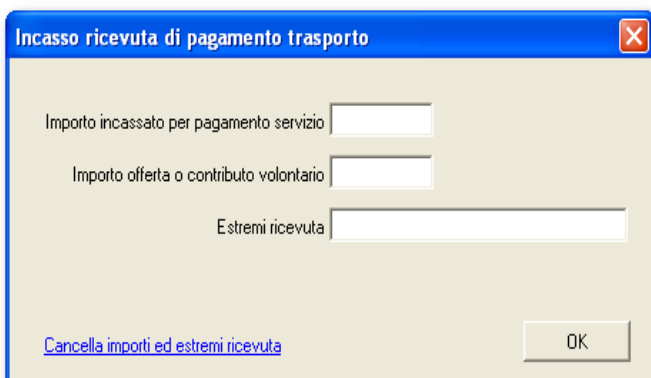 Incasso ricevuta di pagamento trasporto
Importo incassato per pagamento servizio
Importo offerta o contributo volontario
Estremi ricevuta
Cancella importi ed estremi ricevuta
OK